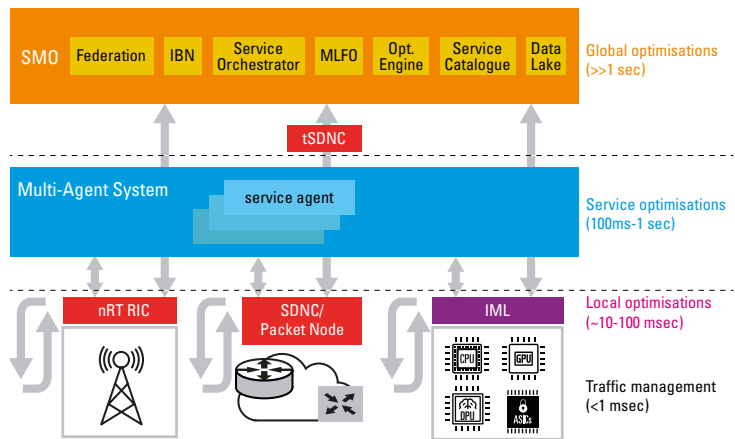 SMO
Federation
IBN
Service
Orchestrator
MLFO
Opt.
Engine
Service
Catalogue
Data
Lake
Global optimisations
(>>1 sec)
tSDNC
Multi-Agent System
service agent
Service optimisations
(100ms-1 sec)
nRT RIC
SDNC/
Packet Node
IML
Local optimisations
(~10-100 msec)
CPU
GPU
DPU
ASICs
Traffic management
(<1 msec)